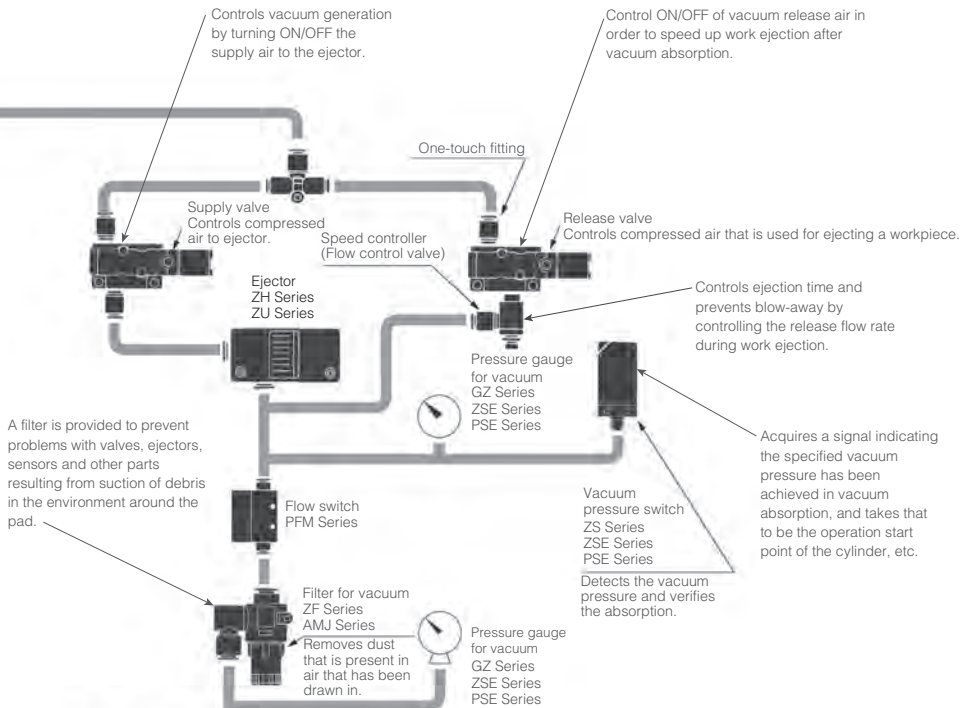 Controls vacuum generation
by turning ON/OFF the
supply air to the ejector.
Control ON/OFF of vacuum release air in
order to speed up work ejection after
vacuum absorption.
One-touch fitting
Supply valve
Controls compressed
air to ejector.
Speed controller
(Flow control valve)
Release valve
Controls compressed air that is used for ejecting a workpiece.
Ejector
ZH Series
ZU Series
Controls ejection time and
prevents blow-away by
controlling the release flow rate
during work ejection.
Pressure gauge
for vacuum
GZ Series
ZSE Series
PSE Series
A filter is provided to prevent
problems with valves, ejectors,
sensors and other parts
resulting from suction of debris
in the environment around the
pad.
Acquires a signal indicating
the specified vacuum
pressure has been
achieved in vacuum
absorption, and takes that
to be the operation start
point of the cylinder, etc.
Flow switch
PFM Series
Vacuum
pressure switch
ZS Series
ZSE Series
PSE Series
Detects the vacuum
pressure and verifies
the absorption.
Filter for vacuum
ZF Series
AMJ Series
Removes dust
that is present in
air that has been
drawn in.
Pressure gauge
for vacuum
GZ Series
ZSE Series
PSE Series